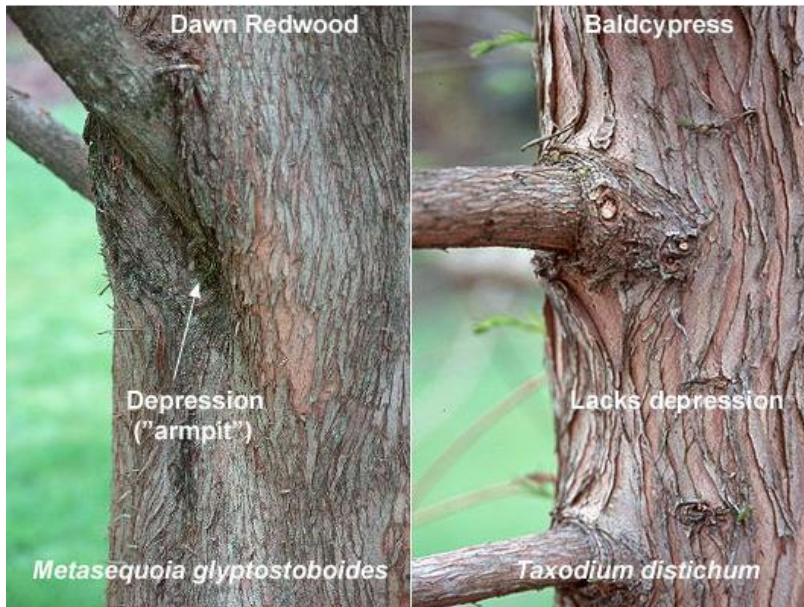 Dawn Redwood
Depression
("armpit")
Metasequoia glyptostoboides
Baldcypress
Lacks depression
Taxodium distichum